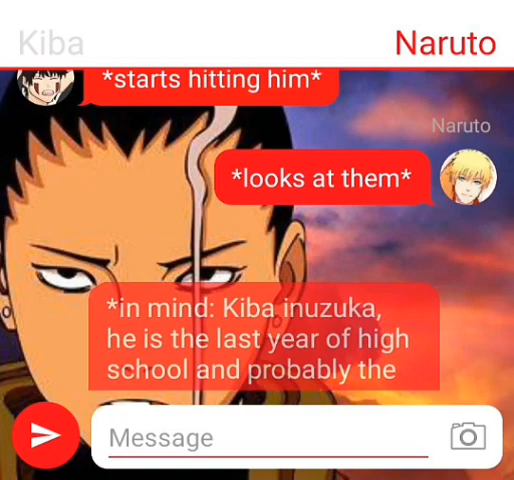 Kiba
Naruto
*starts hitting him*
Naruto
*looks at them*
*in mind: Kiba inuzuka,
he is the last year of high
school and probably the
Message